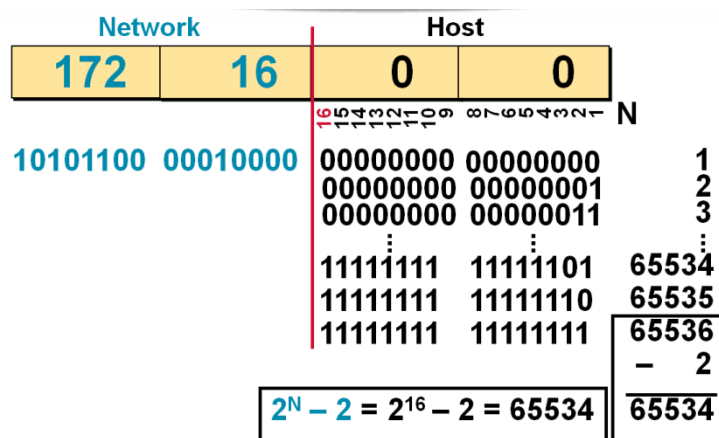 Network Host
172 16 0 0
16 15 14 13 12 11 10 9 8 7 6 5 4 3 2 1 N
10101100 00010000 00000000 00000000 1
00000000 00000001 2
00000000 00000011 3
⋮ ⋮ ⋮
11111111 11111101 65534
11111111 11111110 65535
11111111 11111111 65536
– 2
2ᴺ – 2 = 2¹⁶ – 2 = 65534 65534